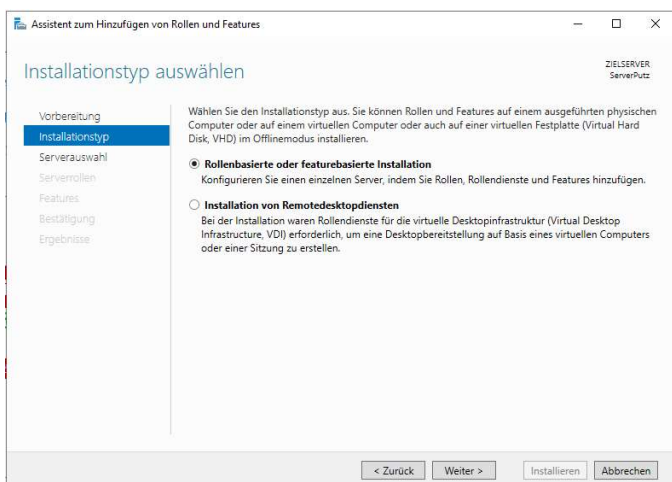 Assistent zum Hinzufügen von Rollen und Features
Installationstyp auswählen
ZIELSERVER
ServerPutz
Vorbereitung
Installationstyp
Serverauswahl
Serverrollen
Features
Bestätigung
Ergebnisse
Wählen Sie den Installationstyp aus. Sie können Rollen und Features auf einem ausgeführten physischen
Computer oder auf einem virtuellen Computer oder auch auf einer virtuellen Festplatte (Virtual Hard
Disk, VHD) im Offlinemodus installieren.
Rollenbasierte oder featurebasierte Installation
Konfigurieren Sie einen einzelnen Server, indem Sie Rollen, Rollendienste und Features hinzufügen.
Installation von Remotedesktopdiensten
Bei der Installation waren Rollendienste für die virtuelle Desktopinfrastruktur (Virtual Desktop
Infrastructure, VDI) erforderlich, um eine Desktopbereitstellung auf Basis eines virtuellen Computers
oder einer Sitzung zu erstellen.
< Zurück
Weiter >
Installieren
Abbrechen